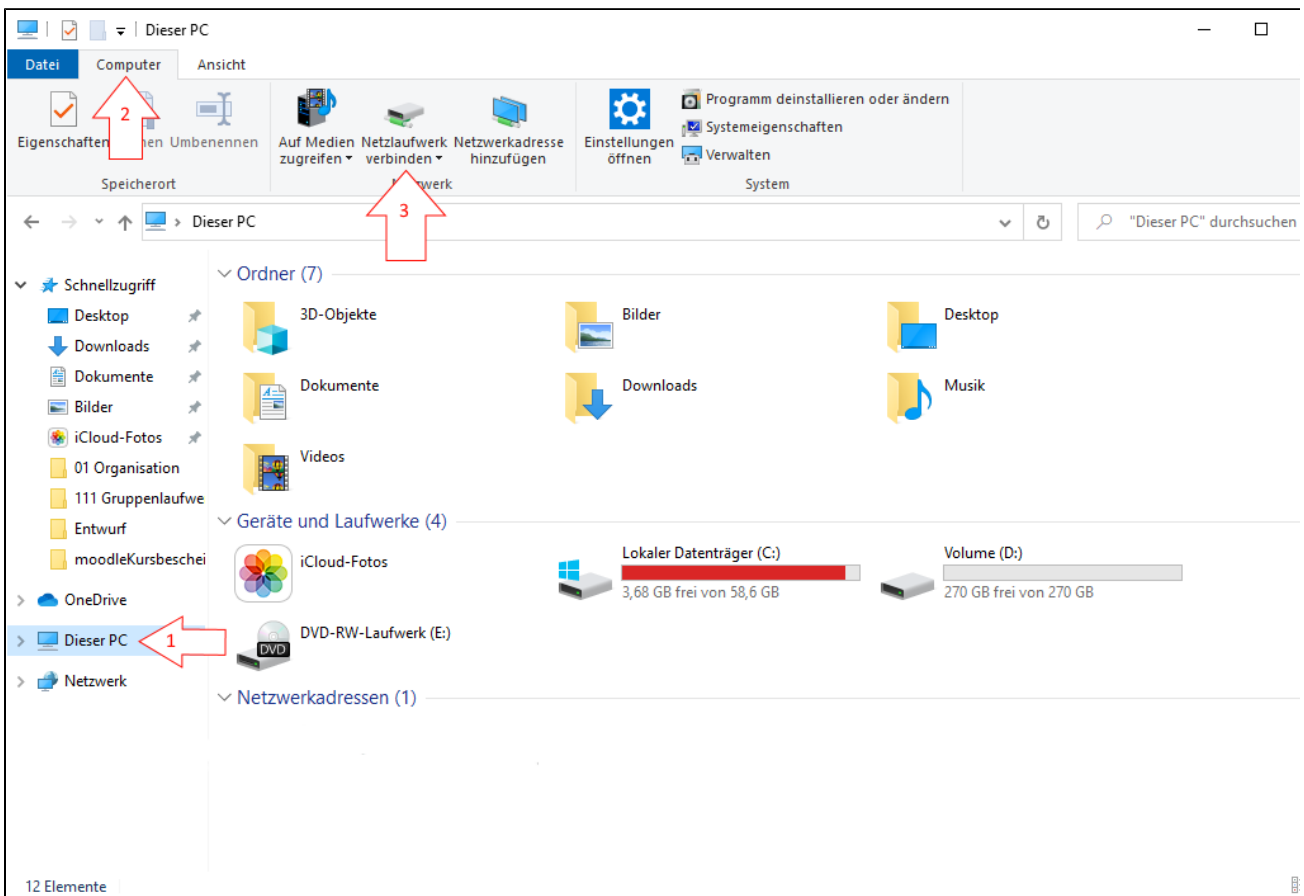 Dieser PC
Datei Computer Ansicht
2
Eigenschaften Umbenennen
Auf Medien zugreifen
Netzlaufwerk verbinden
Netzwerkadresse hinzufügen
Einstellungen öffnen
Programm deinstallieren oder ändern
Systemeigenschaften
Verwalten
Speicherort
System
3
Dieser PC
"Dieser PC" durchsuchen
Schnellzugriff
Desktop
Downloads
Dokumente
Bilder
iCloud-Fotos
01 Organisation
111 Gruppenlaufwe
Entwurf
moodleKursbeschei
OneDrive
Dieser PC 1
Netzwerk
Ordner (7)
3D-Objekte
Bilder
Desktop
Dokumente
Downloads
Musik
Videos
Geräte und Laufwerke (4)
iCloud-Fotos
Lokaler Datenträger (C:)
3,68 GB frei von 58,6 GB
Volume (D:)
270 GB frei von 270 GB
DVD-RW-Laufwerk (E:)
DVD
Netzwerkadressen (1)
12 Elemente